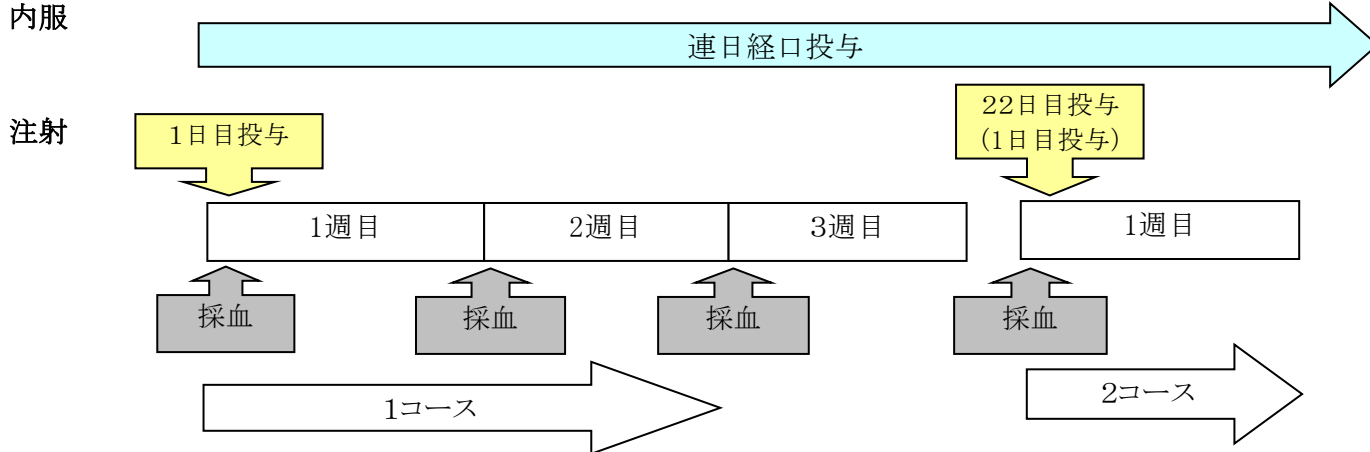 内服
連日経口投与
注射
1日目投与
22日目投与
(1日目投与)
1週目
2週目
3週目
1週目
採血
採血
採血
採血
1コース
2コース